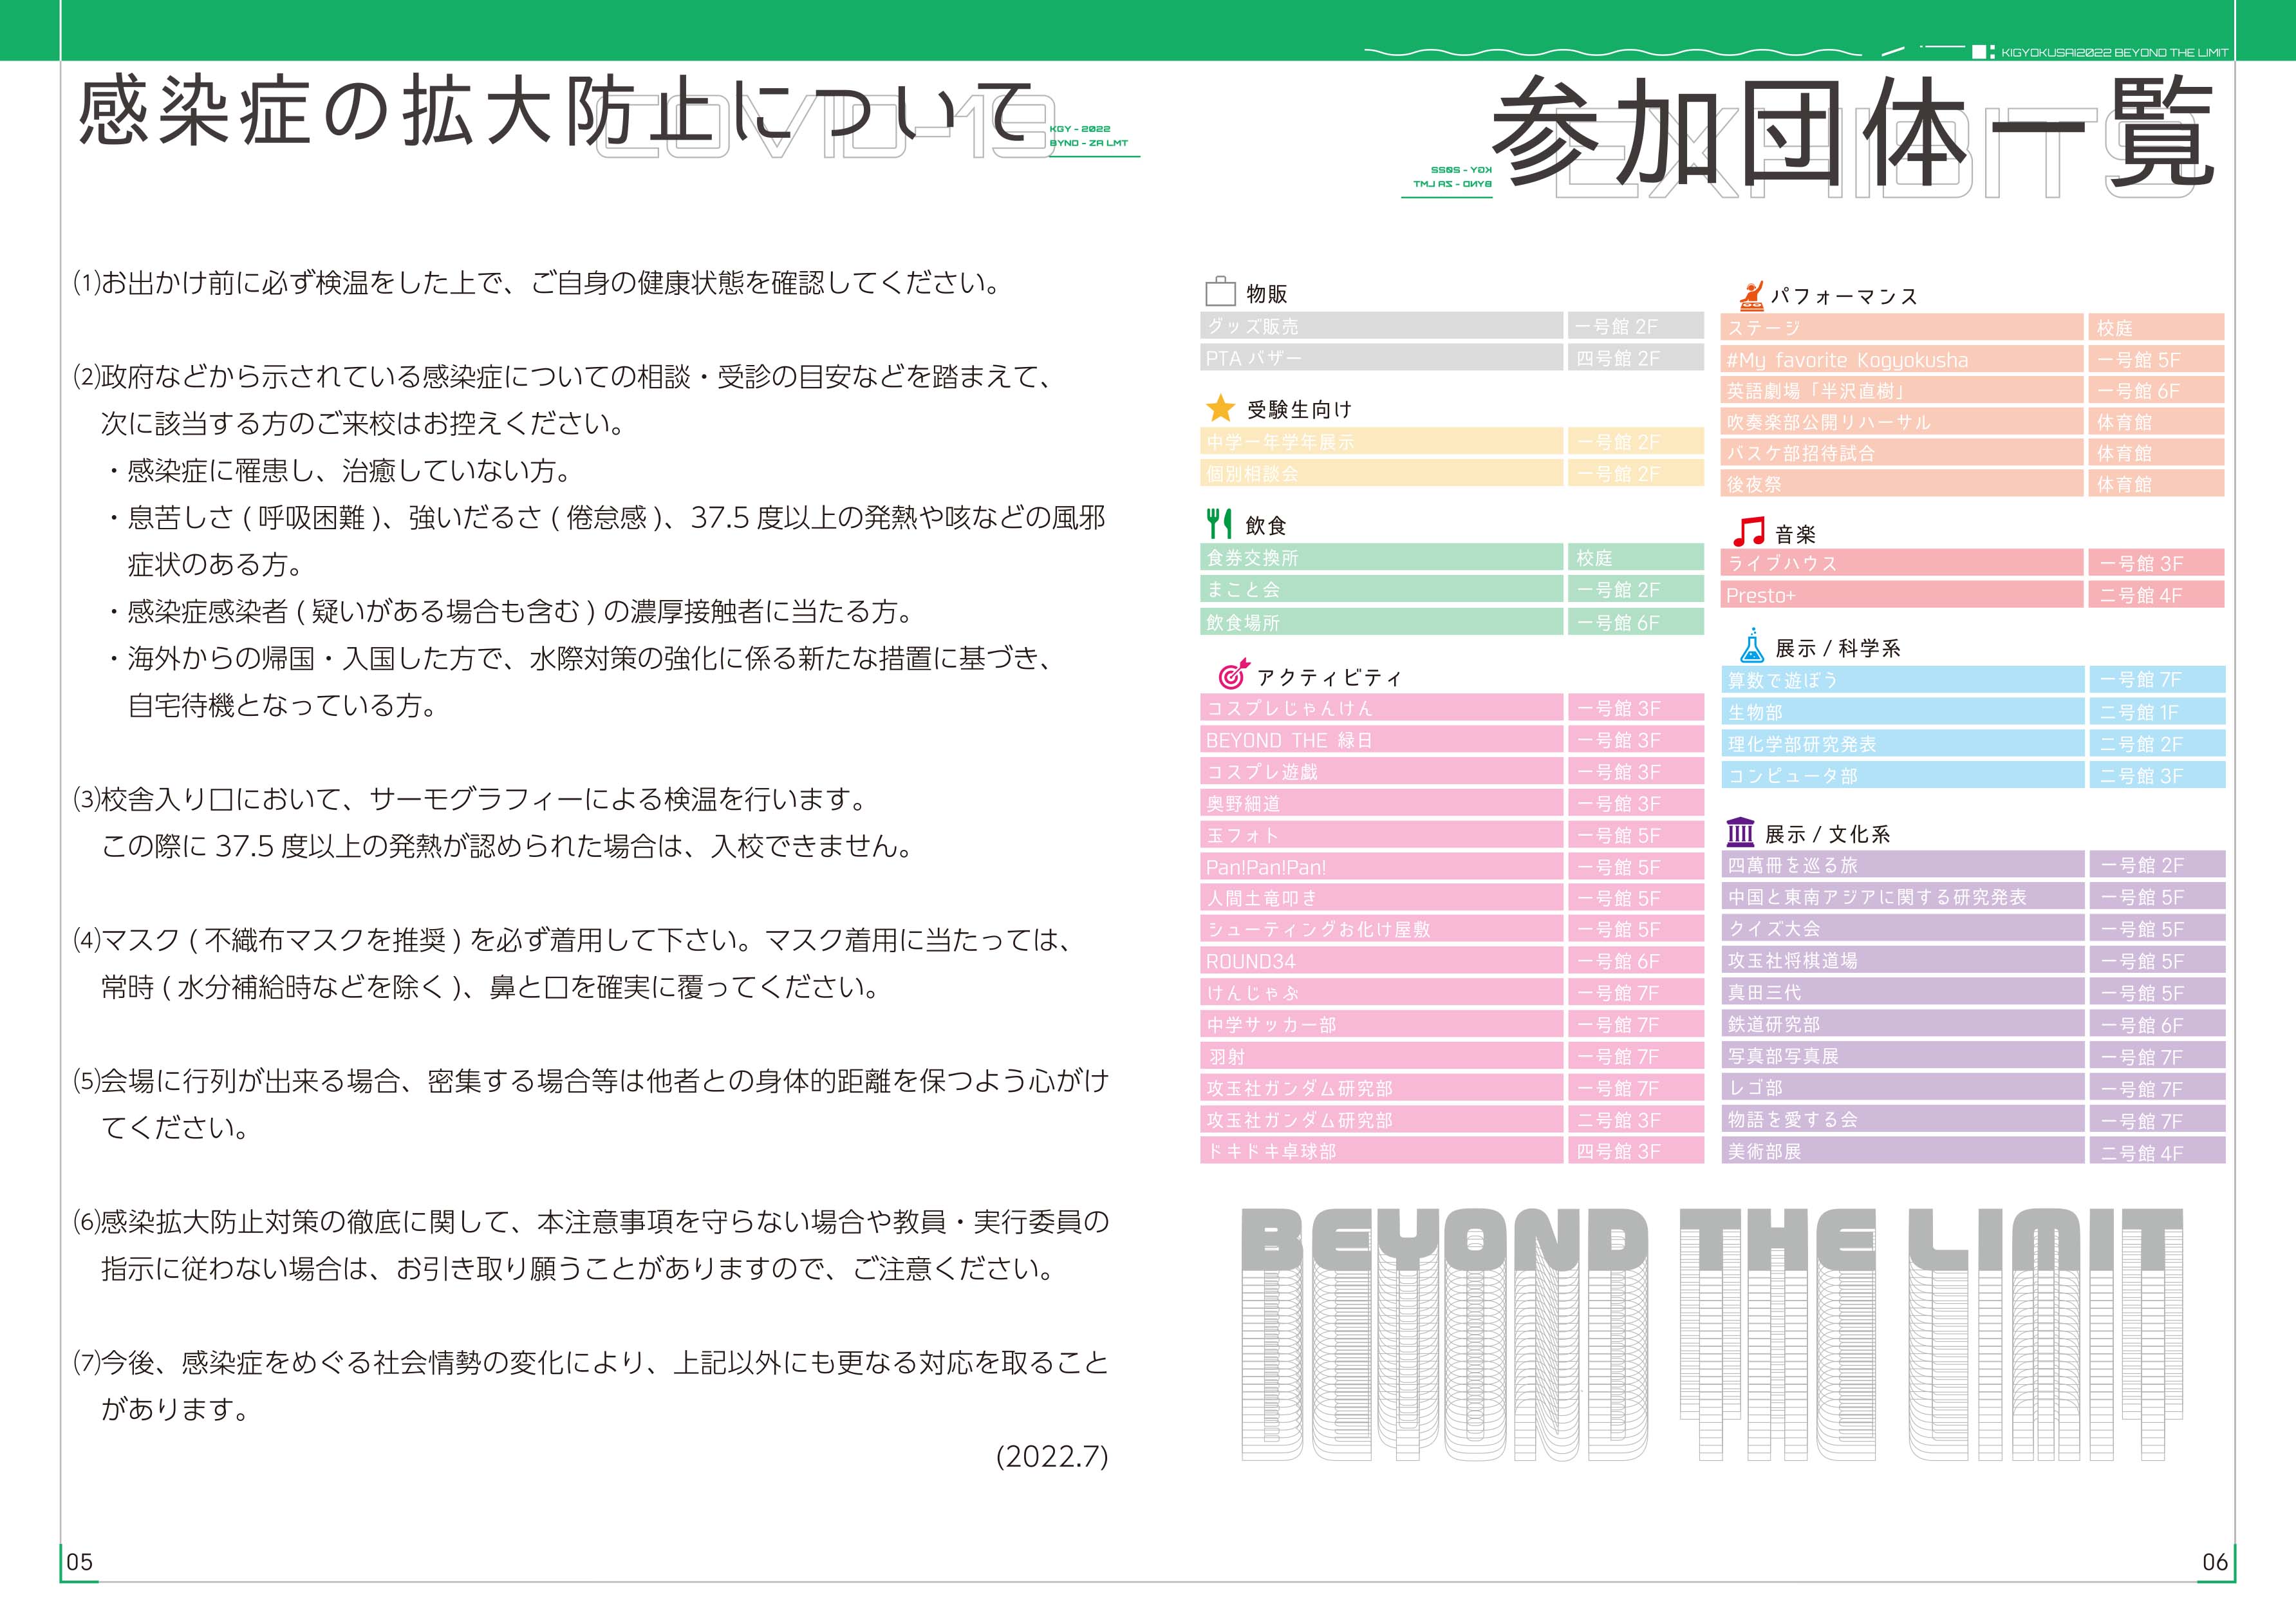 KIGYOKUSAI2022 BEYOND THE LIMIT
感染症の拡大防止について
COVID-19
KGY - 2022
BYND - ZA LMT
(1)お出かけ前に必ず検温をした上で、ご自身の健康状態を確認してください。
(2)政府などから示されている感染症についての相談・受診の目安などを踏まえて、
次に該当する方のご来校はお控えください。
・感染症に罹患し、治癒していない方。
・息苦しさ ( 呼吸困難 )、強いだるさ ( 倦怠感 )、37.5 度以上の発熱や咳などの風邪
症状のある方。
・感染症感染者 ( 疑いがある場合も含む ) の濃厚接触者に当たる方。
・海外からの帰国・入国した方で、水際対策の強化に係る新たな措置に基づき、
自宅待機となっている方。
(3)校舎入り口において、サーモグラフィーによる検温を行います。
この際に 37.5 度以上の発熱が認められた場合は、入校できません。
(4)マスク ( 不織布マスクを推奨 ) を必ず着用して下さい。マスク着用に当たっては、
常時 ( 水分補給時などを除く )、鼻と口を確実に覆ってください。
(5)会場に行列が出来る場合、密集する場合等は他者との身体的距離を保つよう心がけ
てください。
(6)感染拡大防止対策の徹底に関して、本注意事項を守らない場合や教員・実行委員の
指示に従わない場合は、お引き取り願うことがありますので、ご注意ください。
(7)今後、感染症をめぐる社会情勢の変化により、上記以外にも更なる対応を取ること
があります。
(2022.7)
05
参加団体一覧
EXHIBITS
KGY - 2022
BYND - ZA LMT
物販
グッズ販売 一号館 2F
PTA バザー 四号館 2F
受験生向け
中学一年学年展示 一号館 2F
個別相談会 一号館 2F
飲食
食券交換所 校庭
まこと会 一号館 2F
飲食場所 一号館 6F
アクティビティ
コスプレじゃんけん 一号館 3F
BEYOND THE 緑日 一号館 3F
コスプレ遊戯 一号館 3F
奥野細道 一号館 3F
玉フォト 一号館 5F
Pan!Pan!Pan! 一号館 5F
人間土竜叩き 一号館 5F
シューティングお化け屋敷 一号館 5F
ROUND34 一号館 6F
けんじゃぶ 一号館 7F
中学サッカー部 一号館 7F
羽射 一号館 7F
攻玉社ガンダム研究部 一号館 7F
攻玉社ガンダム研究部 二号館 3F
ドキドキ卓球部 四号館 3F
パフォーマンス
ステージ 校庭
#My favorite Kogyokusha 一号館 5F
英語劇場「半沢直樹」 一号館 6F
吹奏楽部公開リハーサル 体育館
バスケ部招待試合 体育館
後夜祭 体育館
音楽
ライブハウス 一号館 3F
Presto+ 二号館 4F
展示 / 科学系
算数で遊ぼう 一号館 7F
生物部 二号館 1F
理化学部研究発表 二号館 2F
コンピュータ部 二号館 3F
展示 / 文化系
四萬冊を巡る旅 一号館 2F
中国と東南アジアに関する研究発表 一号館 5F
クイズ大会 一号館 5F
攻玉社将棋道場 一号館 5F
真田三代 一号館 5F
鉄道研究部 一号館 6F
写真部写真展 一号館 7F
レゴ部 一号館 7F
物語を愛する会 一号館 7F
美術部展 二号館 4F
BEYOND THE LIMIT
06